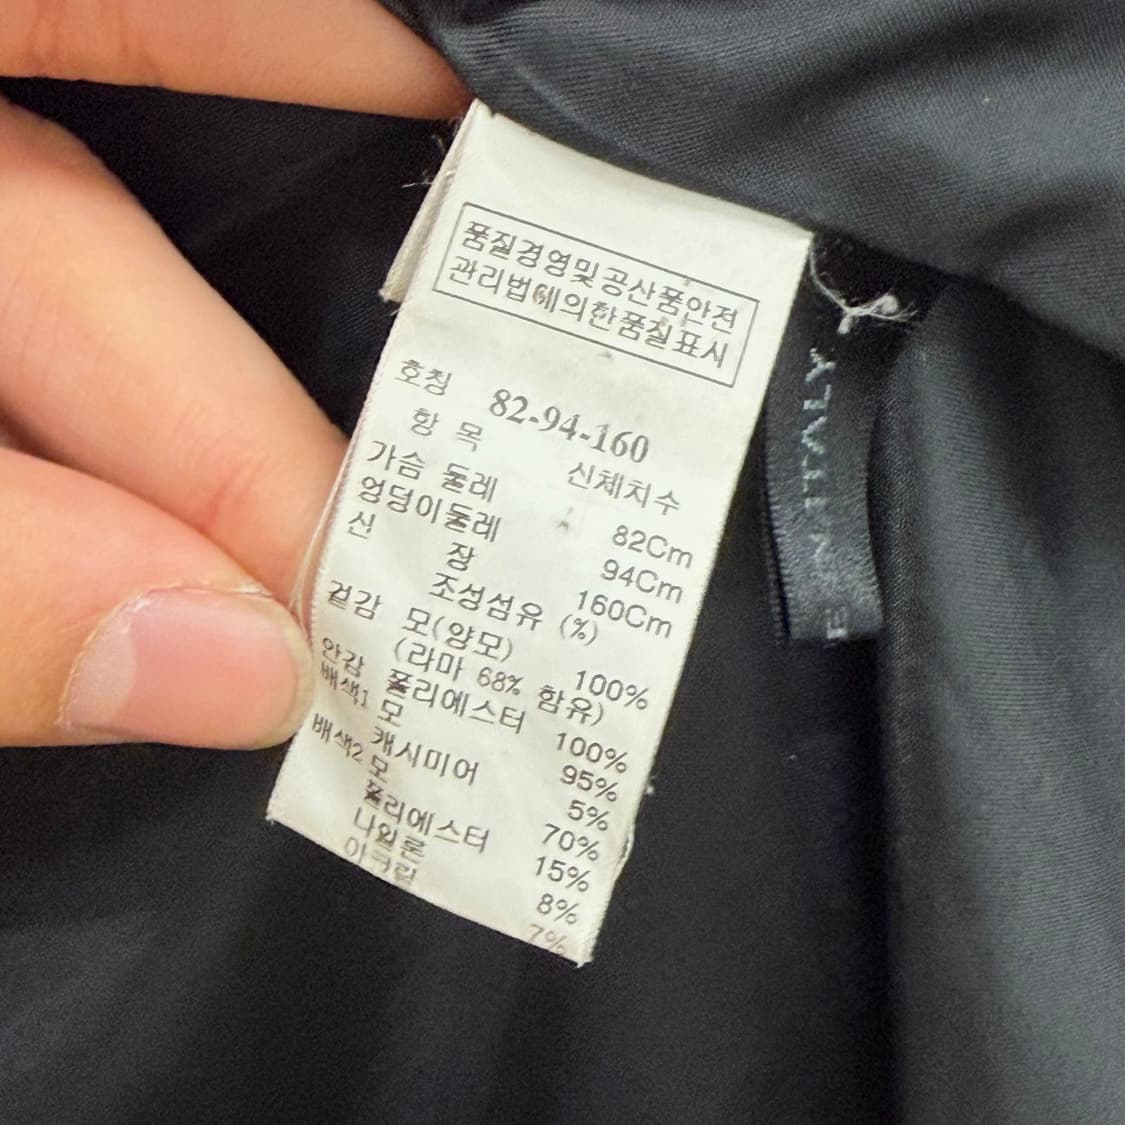 품질경영및공산품안전
관리법에의한품질표시
호칭 82-94-160
항 목 신체치수
가슴 둘레 82Cm
엉덩이둘레 94Cm
신 장 160Cm
조성섬유 (%)
겉감 모(양모) 100%
(라마 68% 함유)
안감 폴리에스터 100%
배색1 모 95%
캐시미어 5%
배색2 모 70%
폴리에스터 15%
나일론 8%
아크릴 7%
ITALY